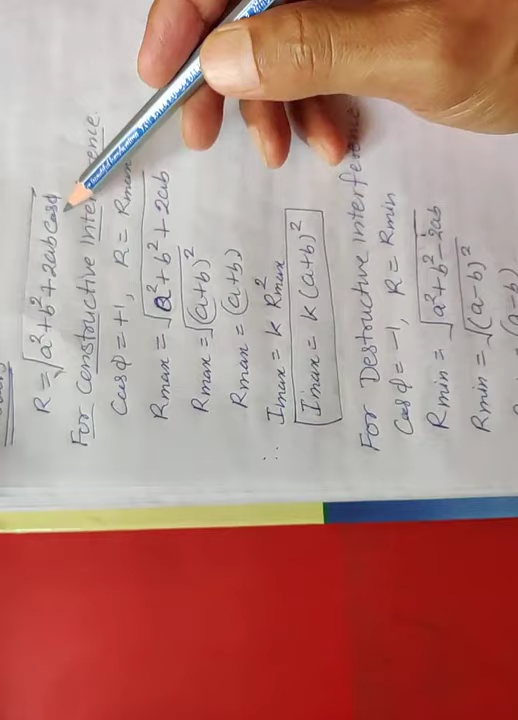 R = √a²+b²+2ab cosϕ
For Constructive Interference.
Cosϕ = +1, R = Rmax
Rmax = √a²+b²+2ab
Rmax = √(a+b)²
Rmax = (a+b)
∴ Imax = K R²max
Imax = K(a+b)²
For Destructive interference
Cosϕ = -1, R = Rmin
Rmin = √a²+b²-2ab
Rmin = √(a-b)²
= (a-b)